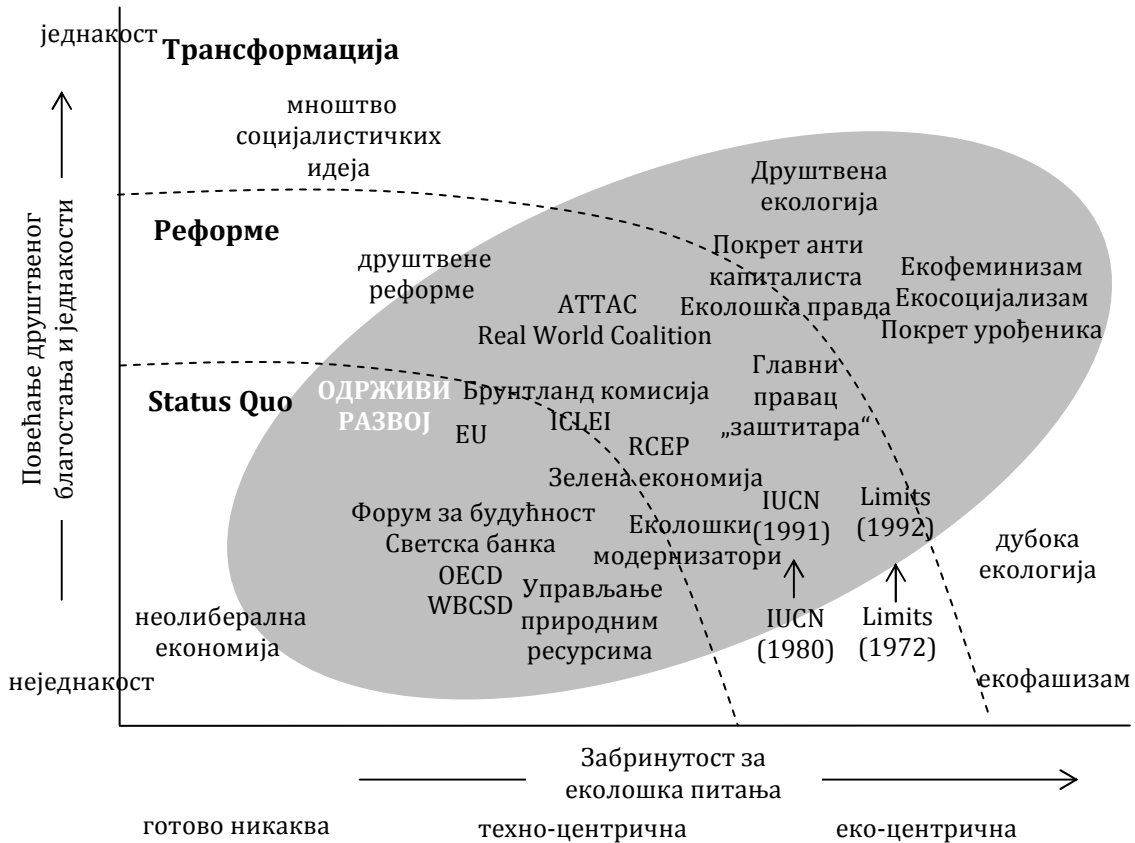 једнакост
Трансформација
мноштво
социјалистичких
идеја
Друштвена
екологија
Реформе
Покрет анти
капиталиста
Еколошка правда
друштвене
реформе
Екофеминизам
Екосоцијализам
Покрет урођеника
ATTAC
Real World Coalition
Повећање друштвеног
благостања и једнакости
Главни
правац
„заштитара“
Status Quo
ОДРЖИВИ
РАЗВОЈ
Брунтланд комисија
ICLEI
EU
RCEP
Зелена економија
IUCN
(1991)
Limits
(1992)
Форум за будућност
Светска банка
Еколошки
модернизатори
дубока
екологија
OECD
WBCSD
Управљање
природним
ресурсима
IUCN
(1980)
Limits
(1972)
неолиберална
економија
неједнакост
екофашизам
Забринутост за
еколошка питања
готово никаква
техно-центрична
еко-центрична